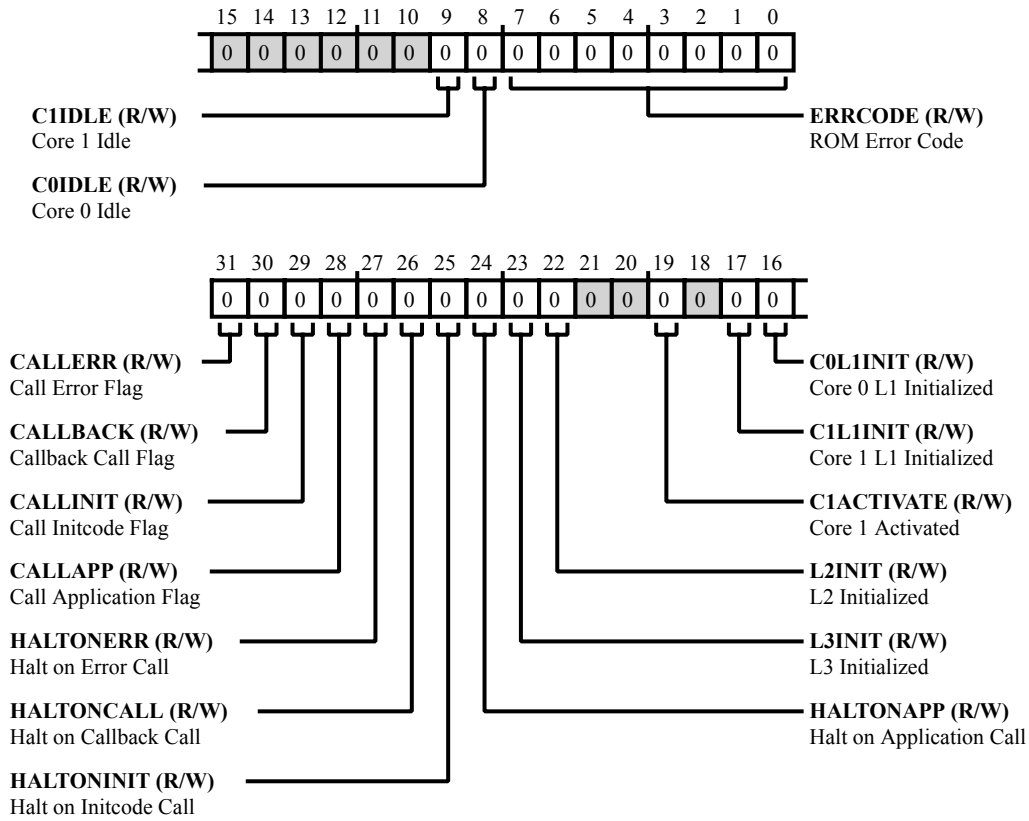 15 14 13 12 11 10 9 8 7 6 5 4 3 2 1 0
0 0 0 0 0 0 0 0 0 0 0 0 0 0 0 0
C1IDLE (R/W)
Core 1 Idle
ERRCODE (R/W)
ROM Error Code
C0IDLE (R/W)
Core 0 Idle
31 30 29 28 27 26 25 24 23 22 21 20 19 18 17 16
0 0 0 0 0 0 0 0 0 0 0 0 0 0 0 0
CALLERR (R/W)
Call Error Flag
C0L1INIT (R/W)
Core 0 L1 Initialized
CALLBACK (R/W)
Callback Call Flag
C1L1INIT (R/W)
Core 1 L1 Initialized
CALLINIT (R/W)
Call Initcode Flag
C1ACTIVATE (R/W)
Core 1 Activated
CALLAPP (R/W)
Call Application Flag
L2INIT (R/W)
L2 Initialized
HALTONERR (R/W)
Halt on Error Call
L3INIT (R/W)
L3 Initialized
HALTONCALL (R/W)
Halt on Callback Call
HALTONAPP (R/W)
Halt on Application Call
HALTONINIT (R/W)
Halt on Initcode Call